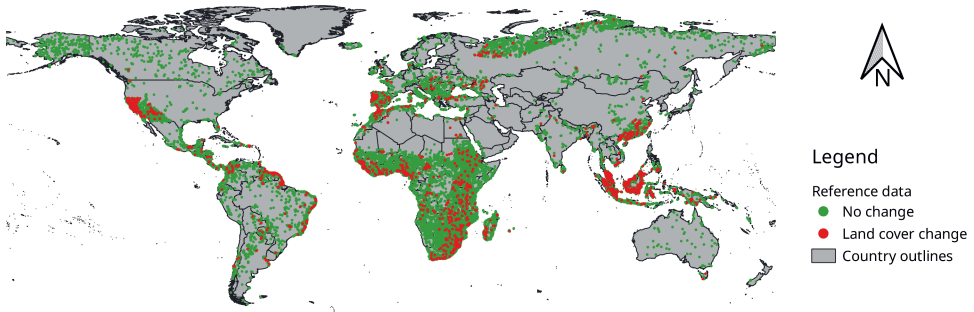 N
Legend
Reference data
No change
Land cover change
Country outlines